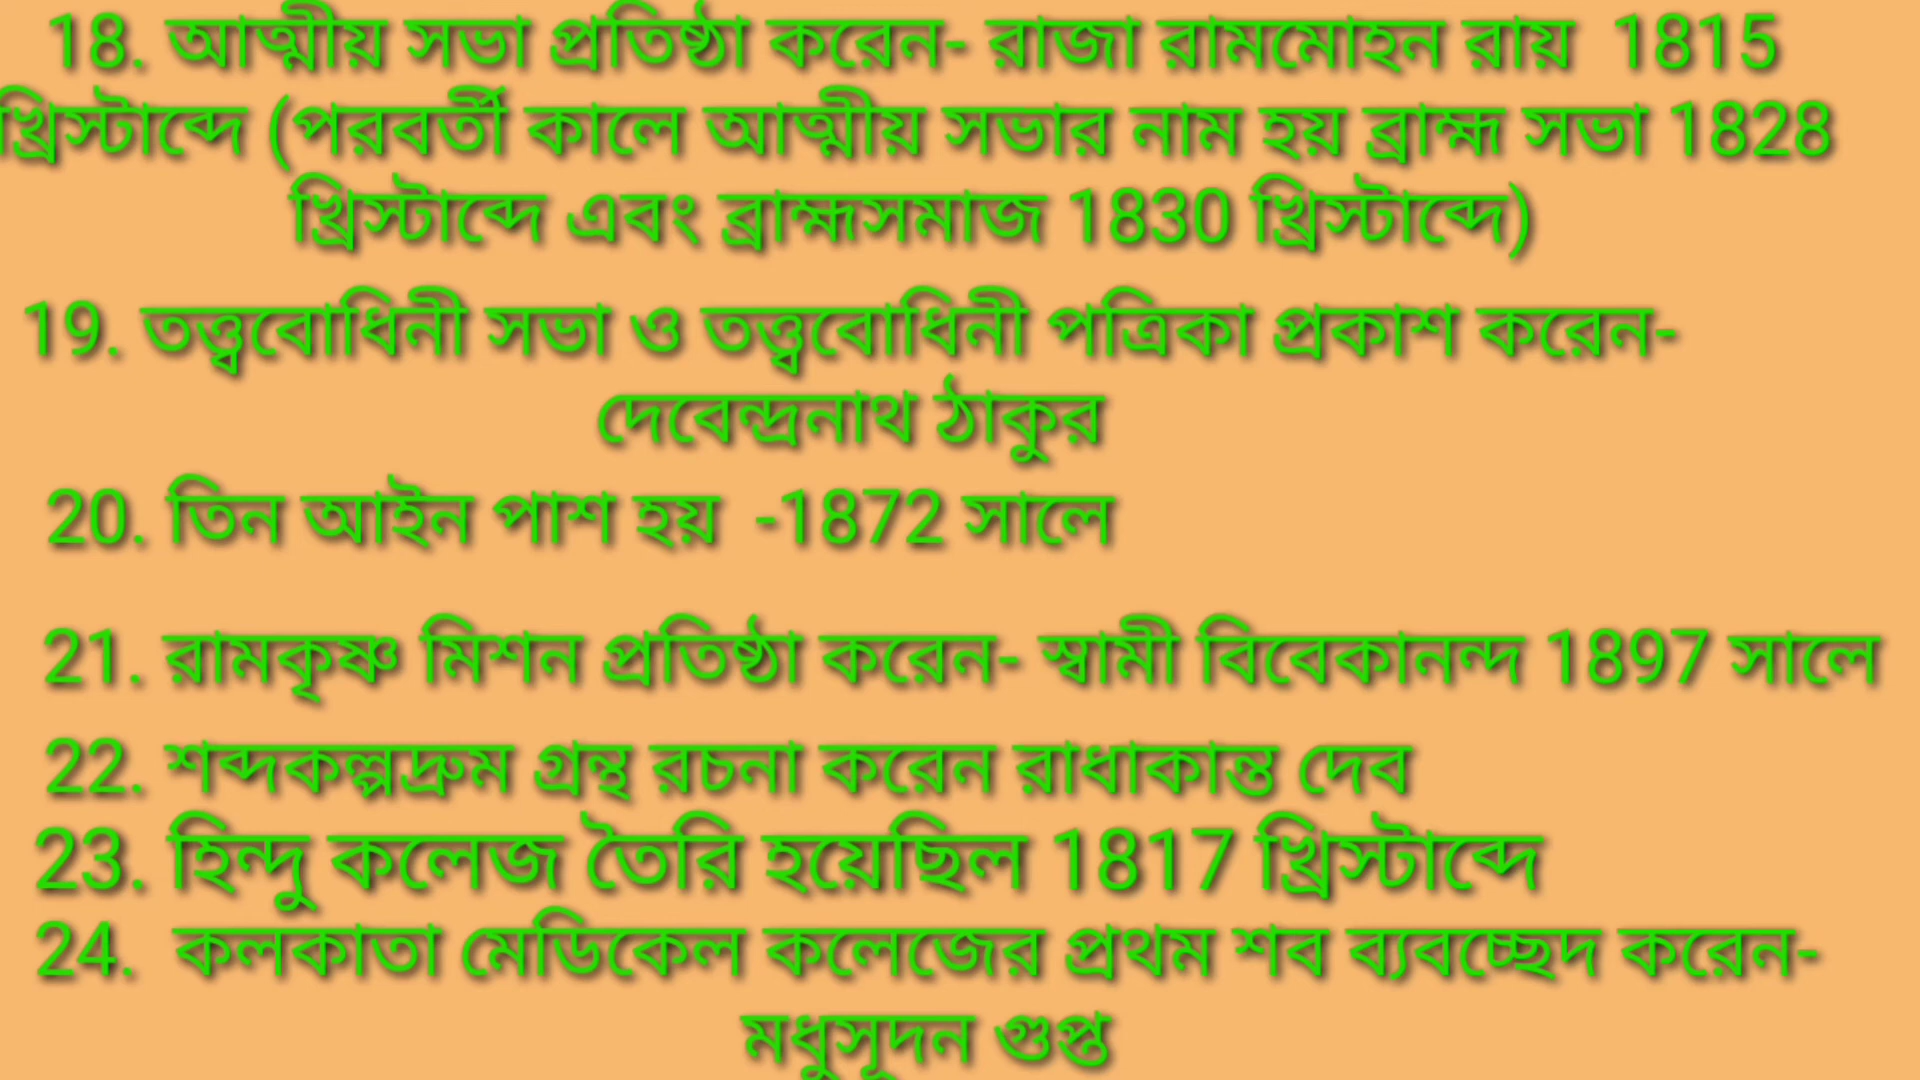 18. আত্মীয় সভা প্রতিষ্ঠা করেন- রাজা রামমোহন রায় 1815
খ্রিস্টাব্দে (পরবর্তী কালে আত্মীয় সভার নাম হয় ব্রাহ্ম সভা 1828
খ্রিস্টাব্দে এবং ব্রাহ্মসমাজ 1830 খ্রিস্টাব্দে)
19. তত্ত্ববোধিনী সভা ও তত্ত্ববোধিনী পত্রিকা প্রকাশ করেন-
দেবেন্দ্রনাথ ঠাকুর
20. তিন আইন পাশ হয় -1872 সালে
21. রামকৃষ্ণ মিশন প্রতিষ্ঠা করেন- স্বামী বিবেকানন্দ 1897 সালে
22. শব্দকল্পদ্রুম গ্রন্থ রচনা করেন রাধাকান্ত দেব
23. হিন্দু কলেজ তৈরি হয়েছিল 1817 খ্রিস্টাব্দে
24. কলকাতা মেডিকেল কলেজের প্রথম শব ব্যবচ্ছেদ করেন-
মধুসূদন গুপ্ত